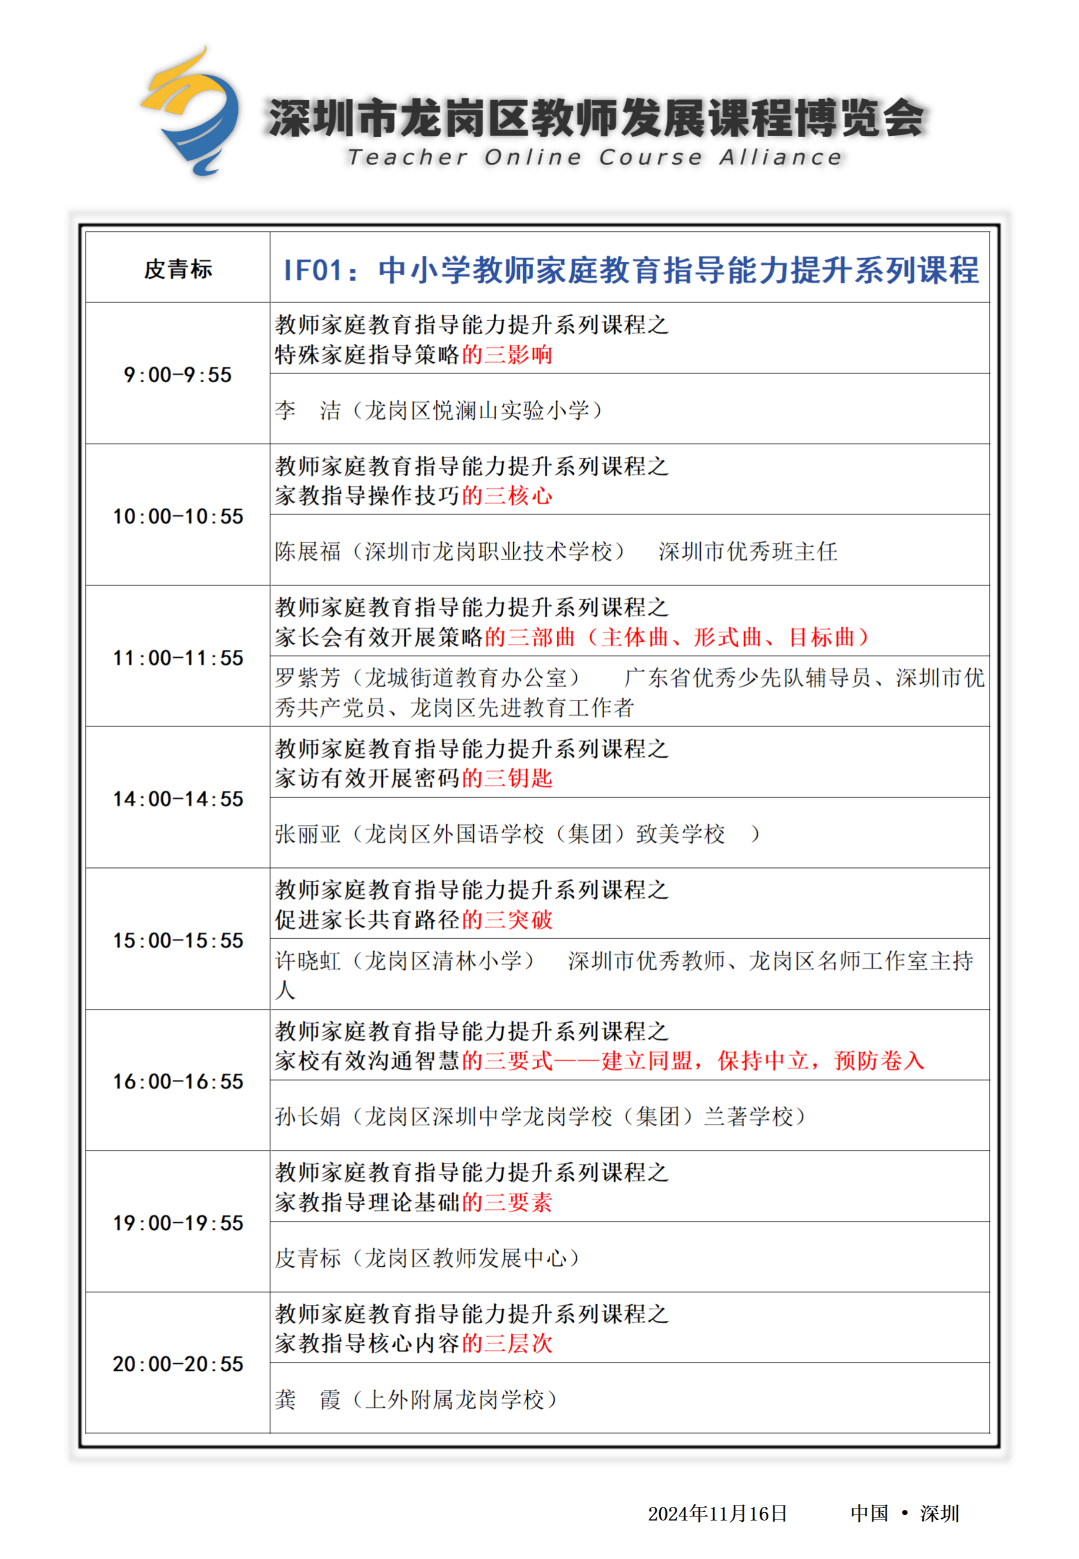 深圳市龙岗区教师发展课程博览会
Teacher Online Course Alliance
皮青标
IF01：中小学教师家庭教育指导能力提升系列课程
9:00-9:55
教师家庭教育指导能力提升系列课程之
特殊家庭指导策略的三影响
李　洁（龙岗区悦澜山实验小学）
10:00-10:55
教师家庭教育指导能力提升系列课程之
家教指导操作技巧的三核心
陈展福（深圳市龙岗职业技术学校）　深圳市优秀班主任
11:00-11:55
教师家庭教育指导能力提升系列课程之
家长会有效开展策略的三部曲（主体曲、形式曲、目标曲）
罗紫芳（龙城街道教育办公室）　广东省优秀少先队辅导员、深圳市优
秀共产党员、龙岗区先进教育工作者
14:00-14:55
教师家庭教育指导能力提升系列课程之
家访有效开展密码的三钥匙
张丽亚（龙岗区外国语学校（集团）致美学校　）
15:00-15:55
教师家庭教育指导能力提升系列课程之
促进家长共育路径的三突破
许晓虹（龙岗区清林小学）　深圳市优秀教师、龙岗区名师工作室主持
人
16:00-16:55
教师家庭教育指导能力提升系列课程之
家校有效沟通智慧的三要式——建立同盟，保持中立，预防卷入
孙长娟（龙岗区深圳中学龙岗学校（集团）兰著学校）
19:00-19:55
教师家庭教育指导能力提升系列课程之
家教指导理论基础的三要素
皮青标（龙岗区教师发展中心）
20:00-20:55
教师家庭教育指导能力提升系列课程之
家教指导核心内容的三层次
龚　霞（上外附属龙岗学校）
2024年11月16日　　中国 • 深圳